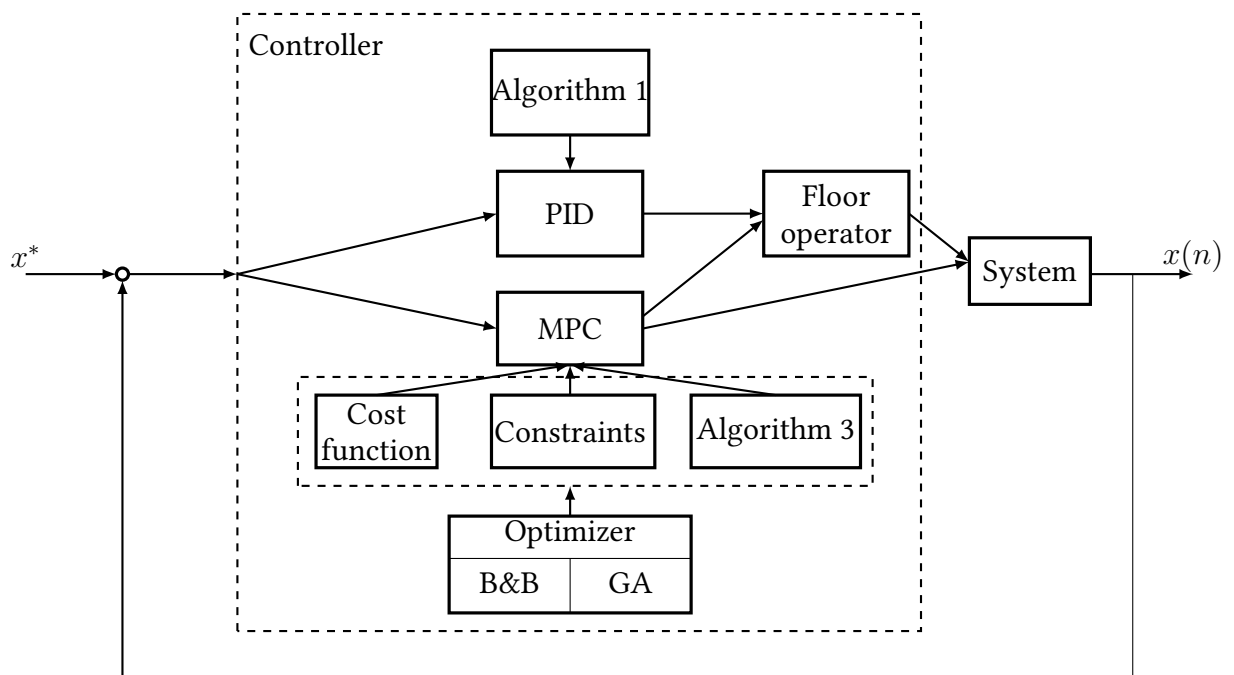 Controller
Algorithm 1
PID
Floor
operator
x*
System
x(n)
MPC
Cost
function
Constraints
Algorithm 3
Optimizer
B&B
GA